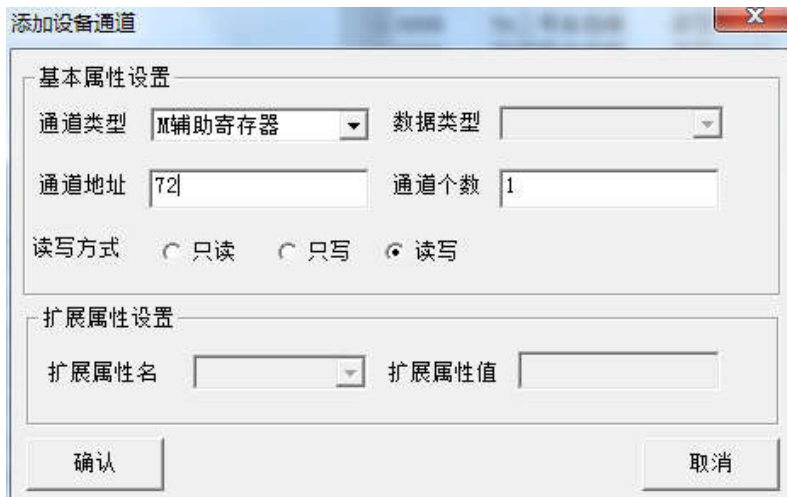 添加设备通道
基本属性设置
通道类型 M辅助寄存器 数据类型
通道地址 72 通道个数 1
读写方式 只读 只写 读写
扩展属性设置
扩展属性名 扩展属性值
确认 取消